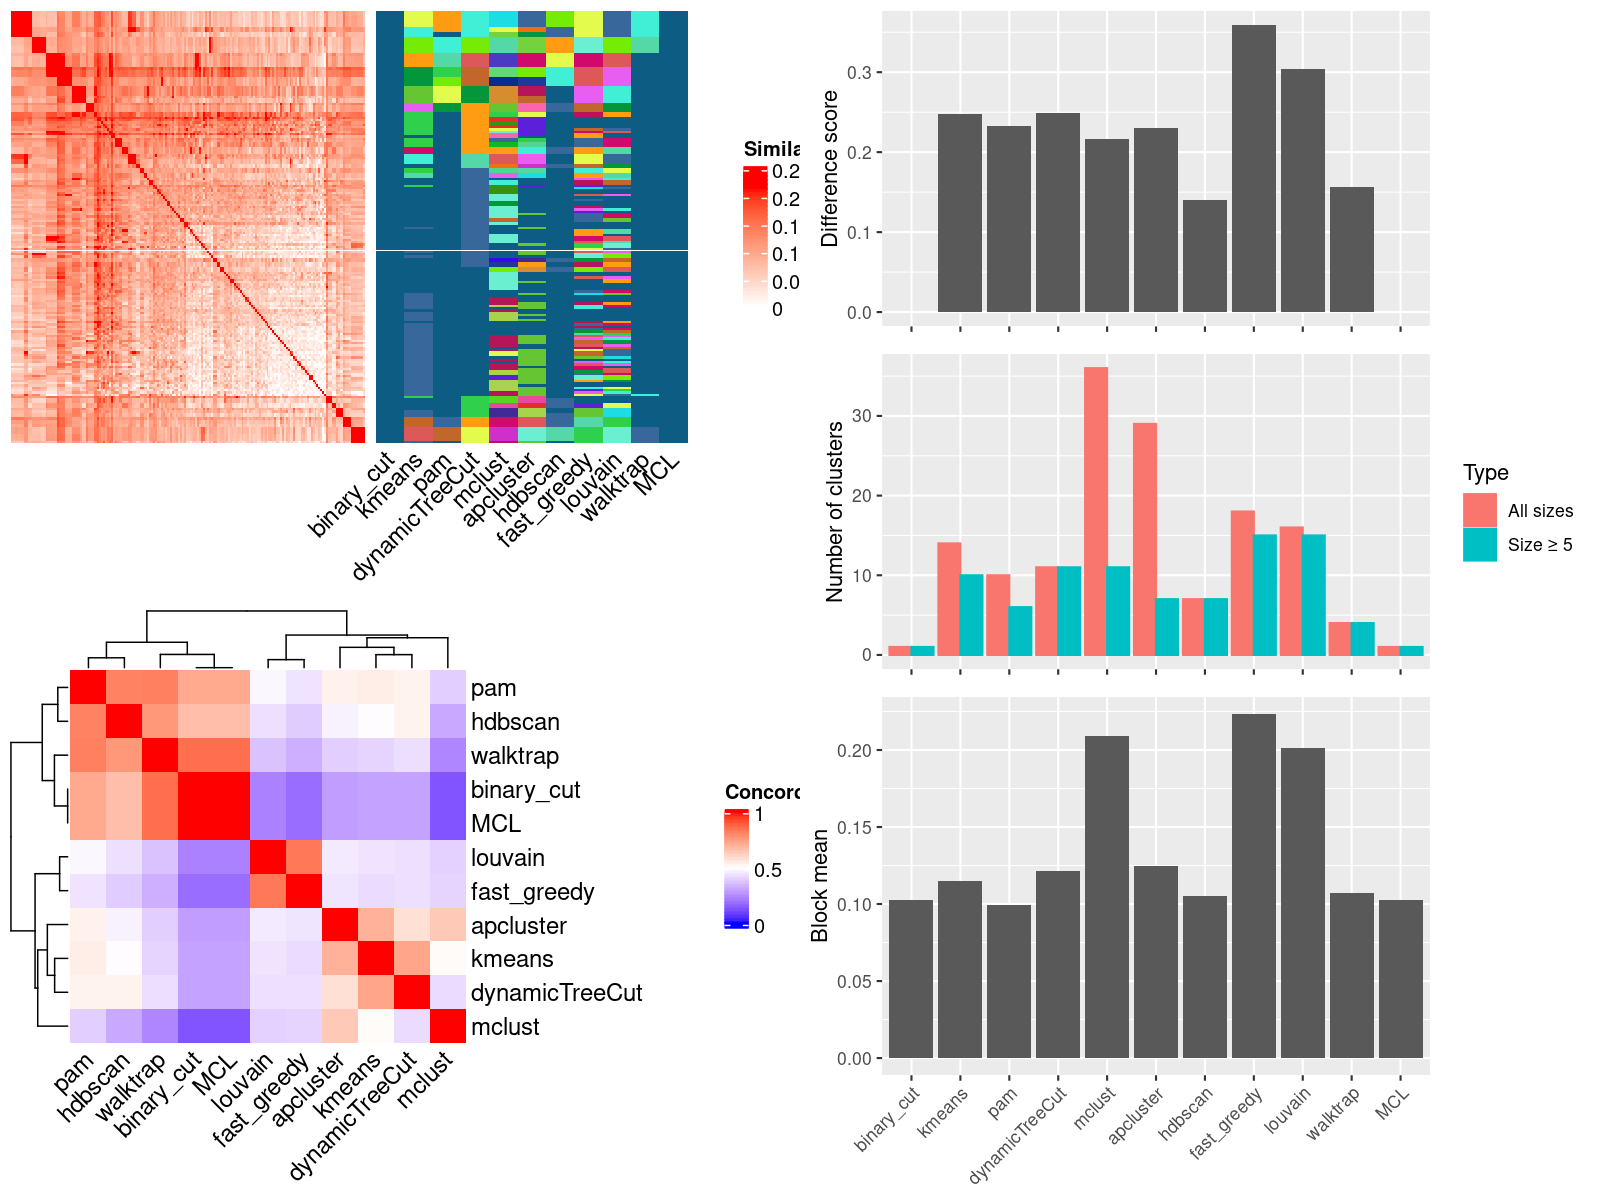 Simila
0.2
0.2
0.1
0.1
0.0
0
binary_cut
kmeans
pam
dynamicTreeCut
mclust
apcluster
hdbscan
fast_greedy
louvain
walktrap
MCL
pam
hdbscan
walktrap
binary_cut
MCL
louvain
fast_greedy
apcluster
kmeans
dynamicTreeCut
mclust
pam
hdbscan
walktrap
binary_cut
MCL
louvain
fast_greedy
apcluster
kmeans
dynamicTreeCut
mclust
Concord
1
0.5
0
Difference score
0.3
0.2
0.1
0.0
Number of clusters
30
20
10
0
Type
All sizes
Size ≥ 5
Block mean
0.20
0.15
0.10
0.05
0.00
binary_cut
kmeans
pam
dynamicTreeCut
mclust
apcluster
hdbscan
fast_greedy
louvain
walktrap
MCL